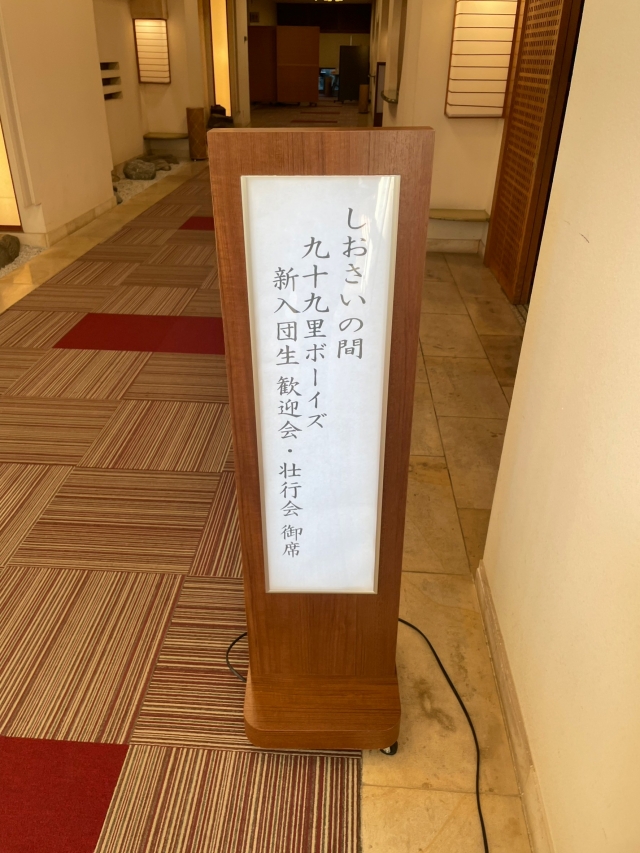 しおさいの間
九十九里ボーイズ
新入団生 歓迎会・壮行会 御席